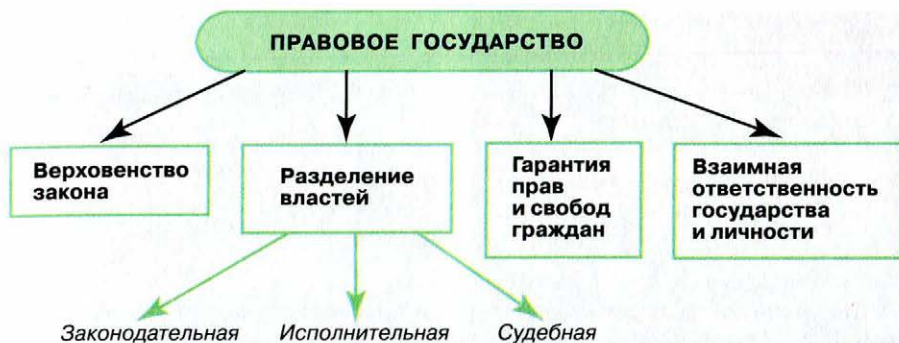 ПРАВОВОЕ ГОСУДАРСТВО
Верховенство
закона
Разделение
властей
Гарантия
прав
и свобод
граждан
Взаимная
ответственность
государства
и личности
Законодательная
Исполнительная
Судебная